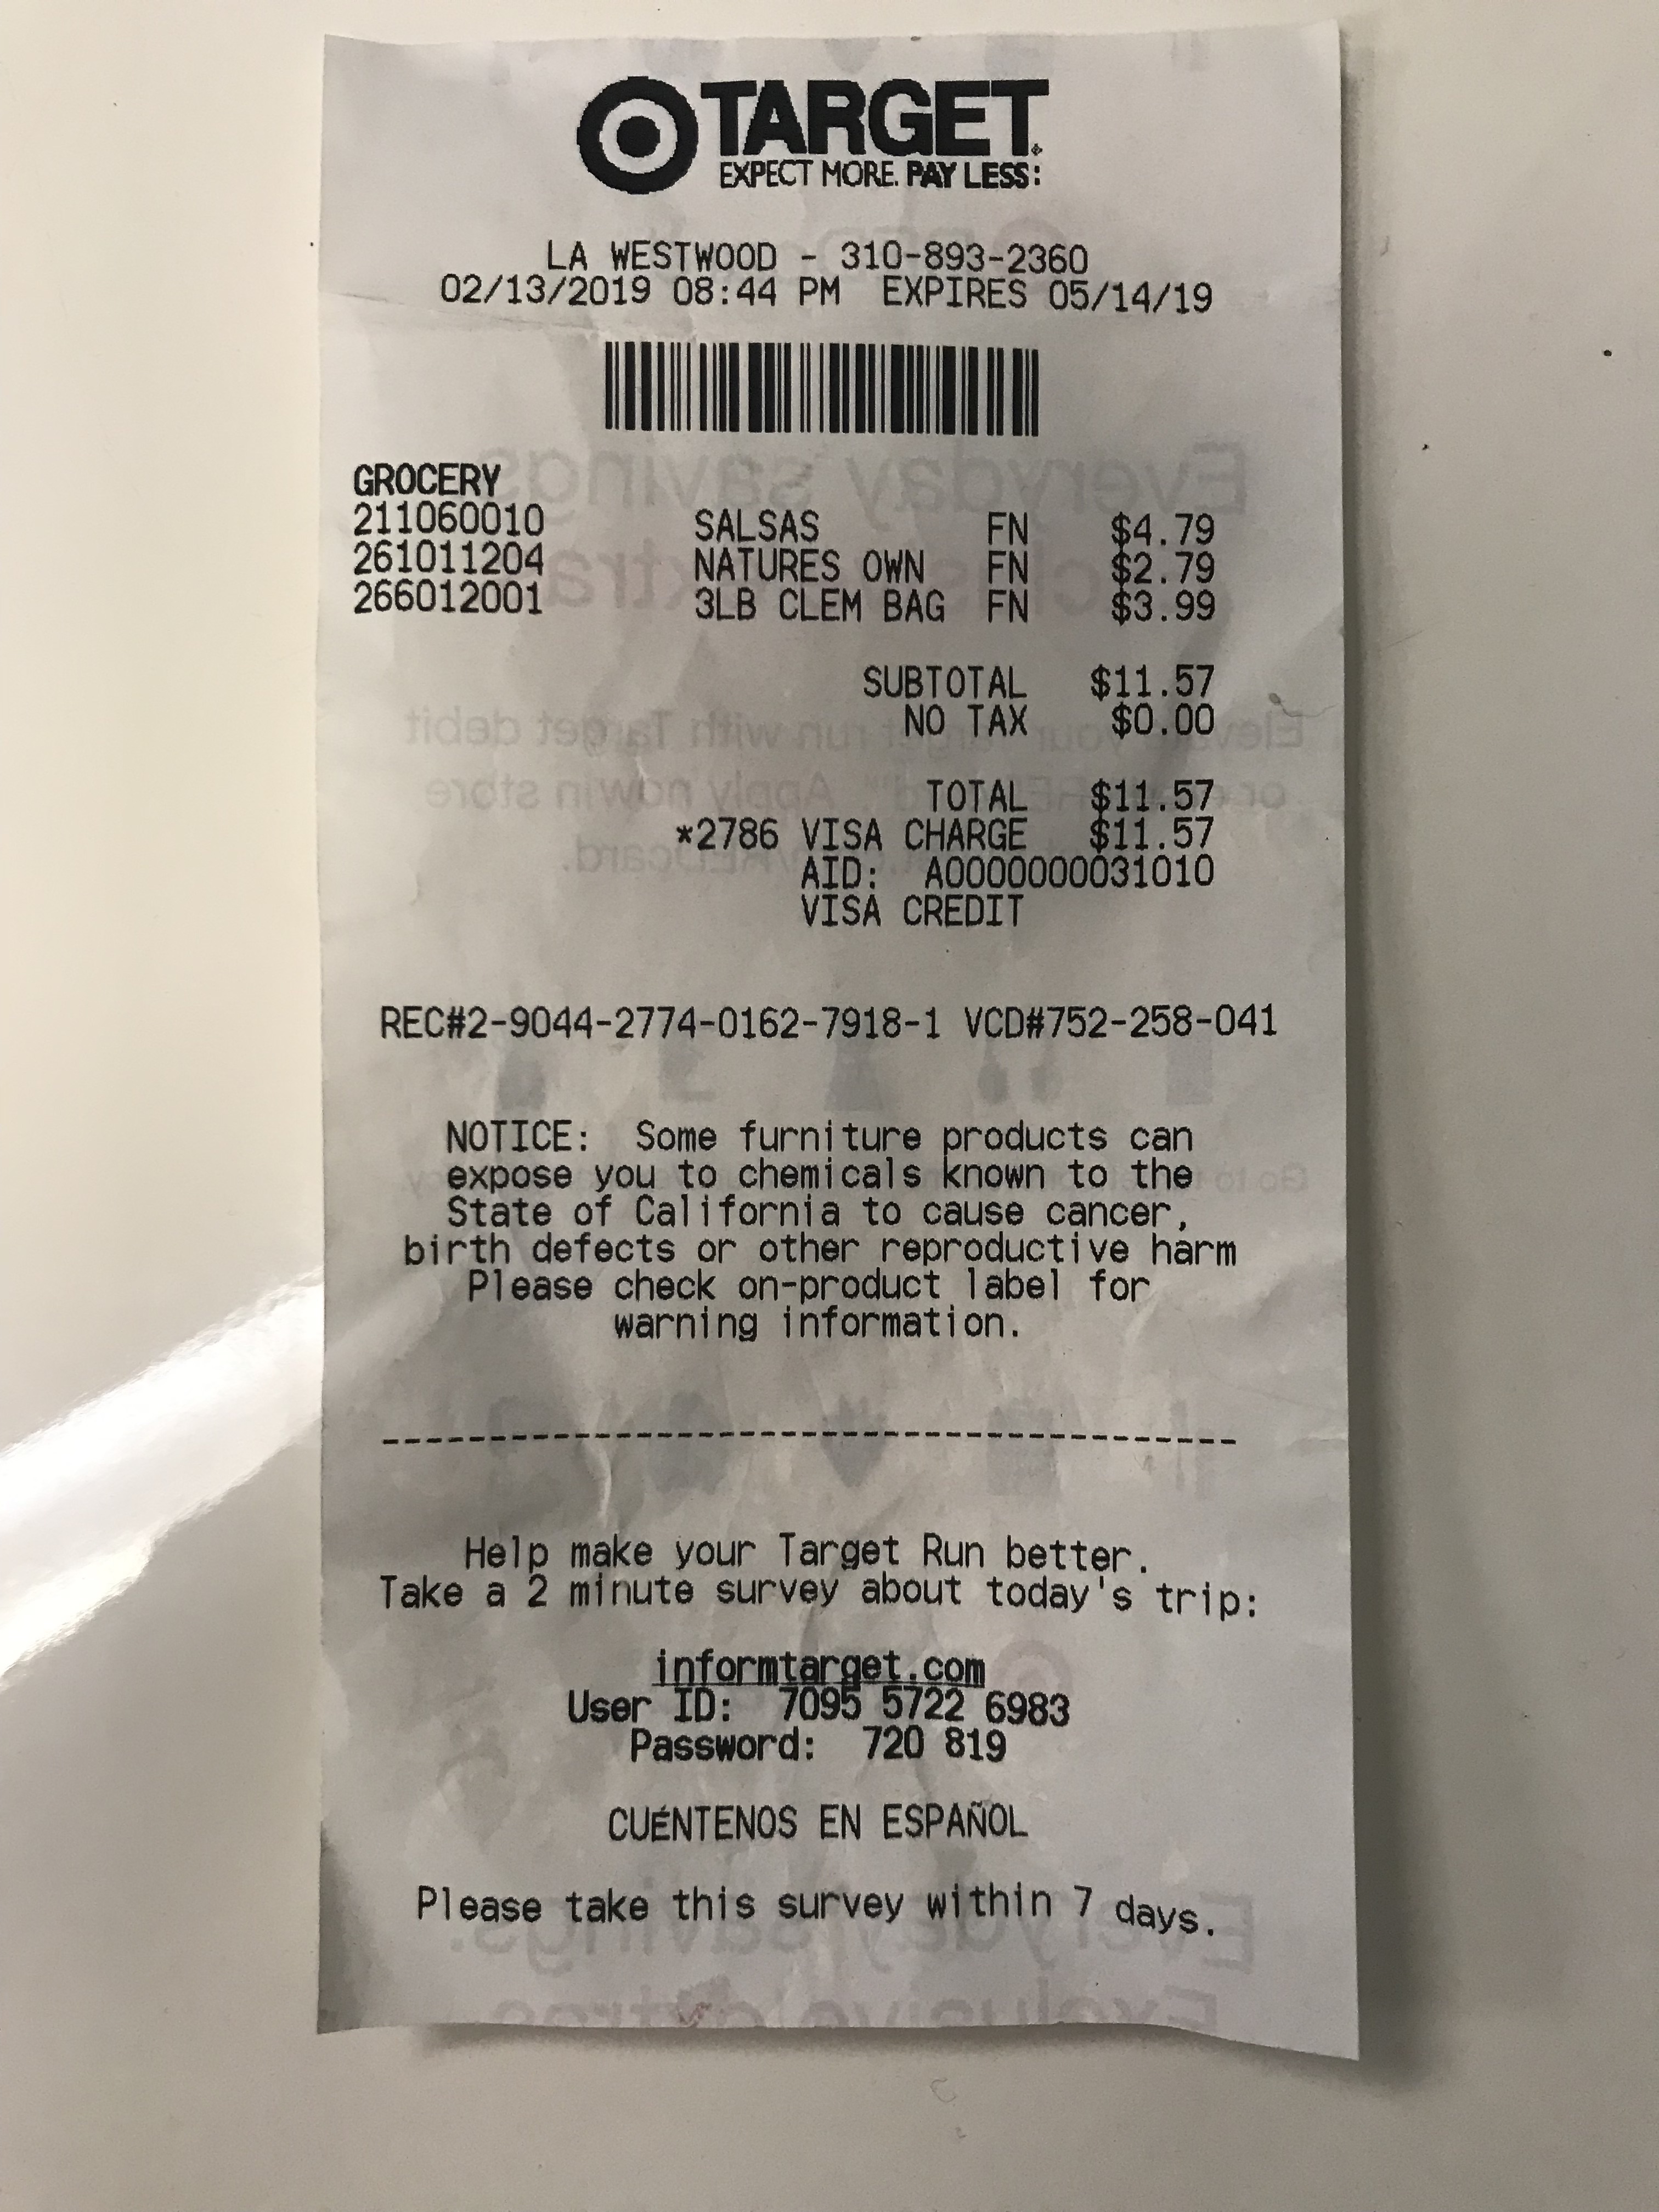 TARGET
EXPECT MORE. PAY LESS:
LA WESTWOOD - 310-893-2360
02/13/2019 08:44 PM EXPIRES 05/14/19
GROCERY
211060010 SALSAS FN $4.79
261011204 NATURES OWN FN $2.79
266012001 3LB CLEM BAG FN $3.99
SUBTOTAL $11.57
NO TAX $0.00
TOTAL $11.57
*2786 VISA CHARGE $11.57
AID: A0000000031010
VISA CREDIT
REC#2-9044-2774-0162-7918-1 VCD#752-258-041
NOTICE: Some furniture products can
expose you to chemicals known to the
State of California to cause cancer,
birth defects or other reproductive harm
Please check on-product label for
warning information.
----------------------------------------
Help make your Target Run better.
Take a 2 minute survey about today's trip:
informtarget.com
User ID: 7095 5722 6983
Password: 720 819
CUÉNTENOS EN ESPAÑOL
Please take this survey within 7 days.